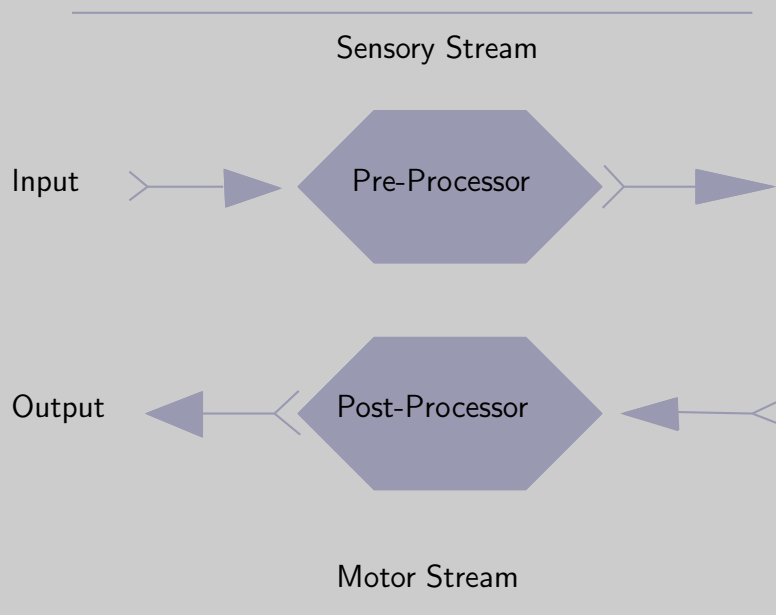 Sensory Stream
Input
Pre-Processor
Output
Post-Processor
Motor Stream